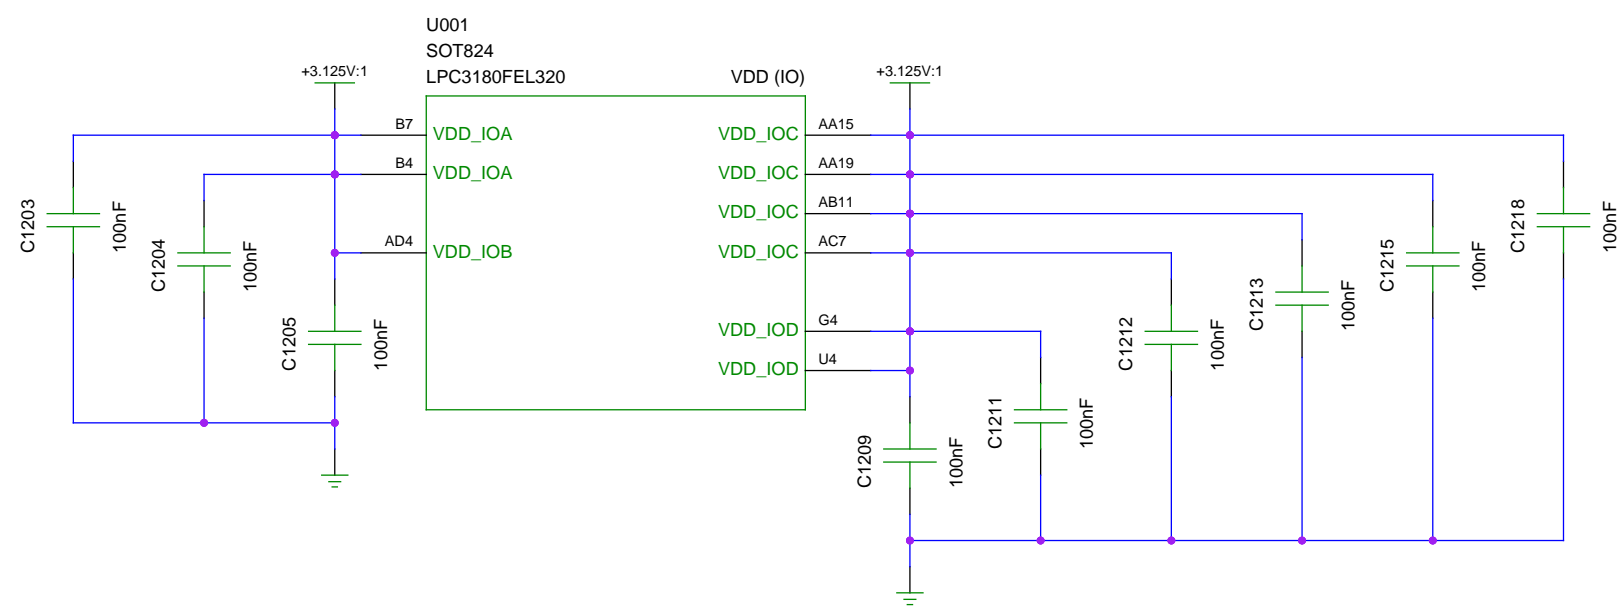 U001
SOT824
LPC3180FEL320
VDD (IO)
+3.125V:1
+3.125V:1
B7
VDD_IOA
B4
VDD_IOA
AD4
VDD_IOB
VDD_IOC
AA15
VDD_IOC
AA19
VDD_IOC
AB11
VDD_IOC
AC7
VDD_IOD
G4
VDD_IOD
U4
C1203
100nF
C1204
100nF
C1205
100nF
C1209
100nF
C1211
100nF
C1212
100nF
C1213
100nF
C1215
100nF
C1218
100nF